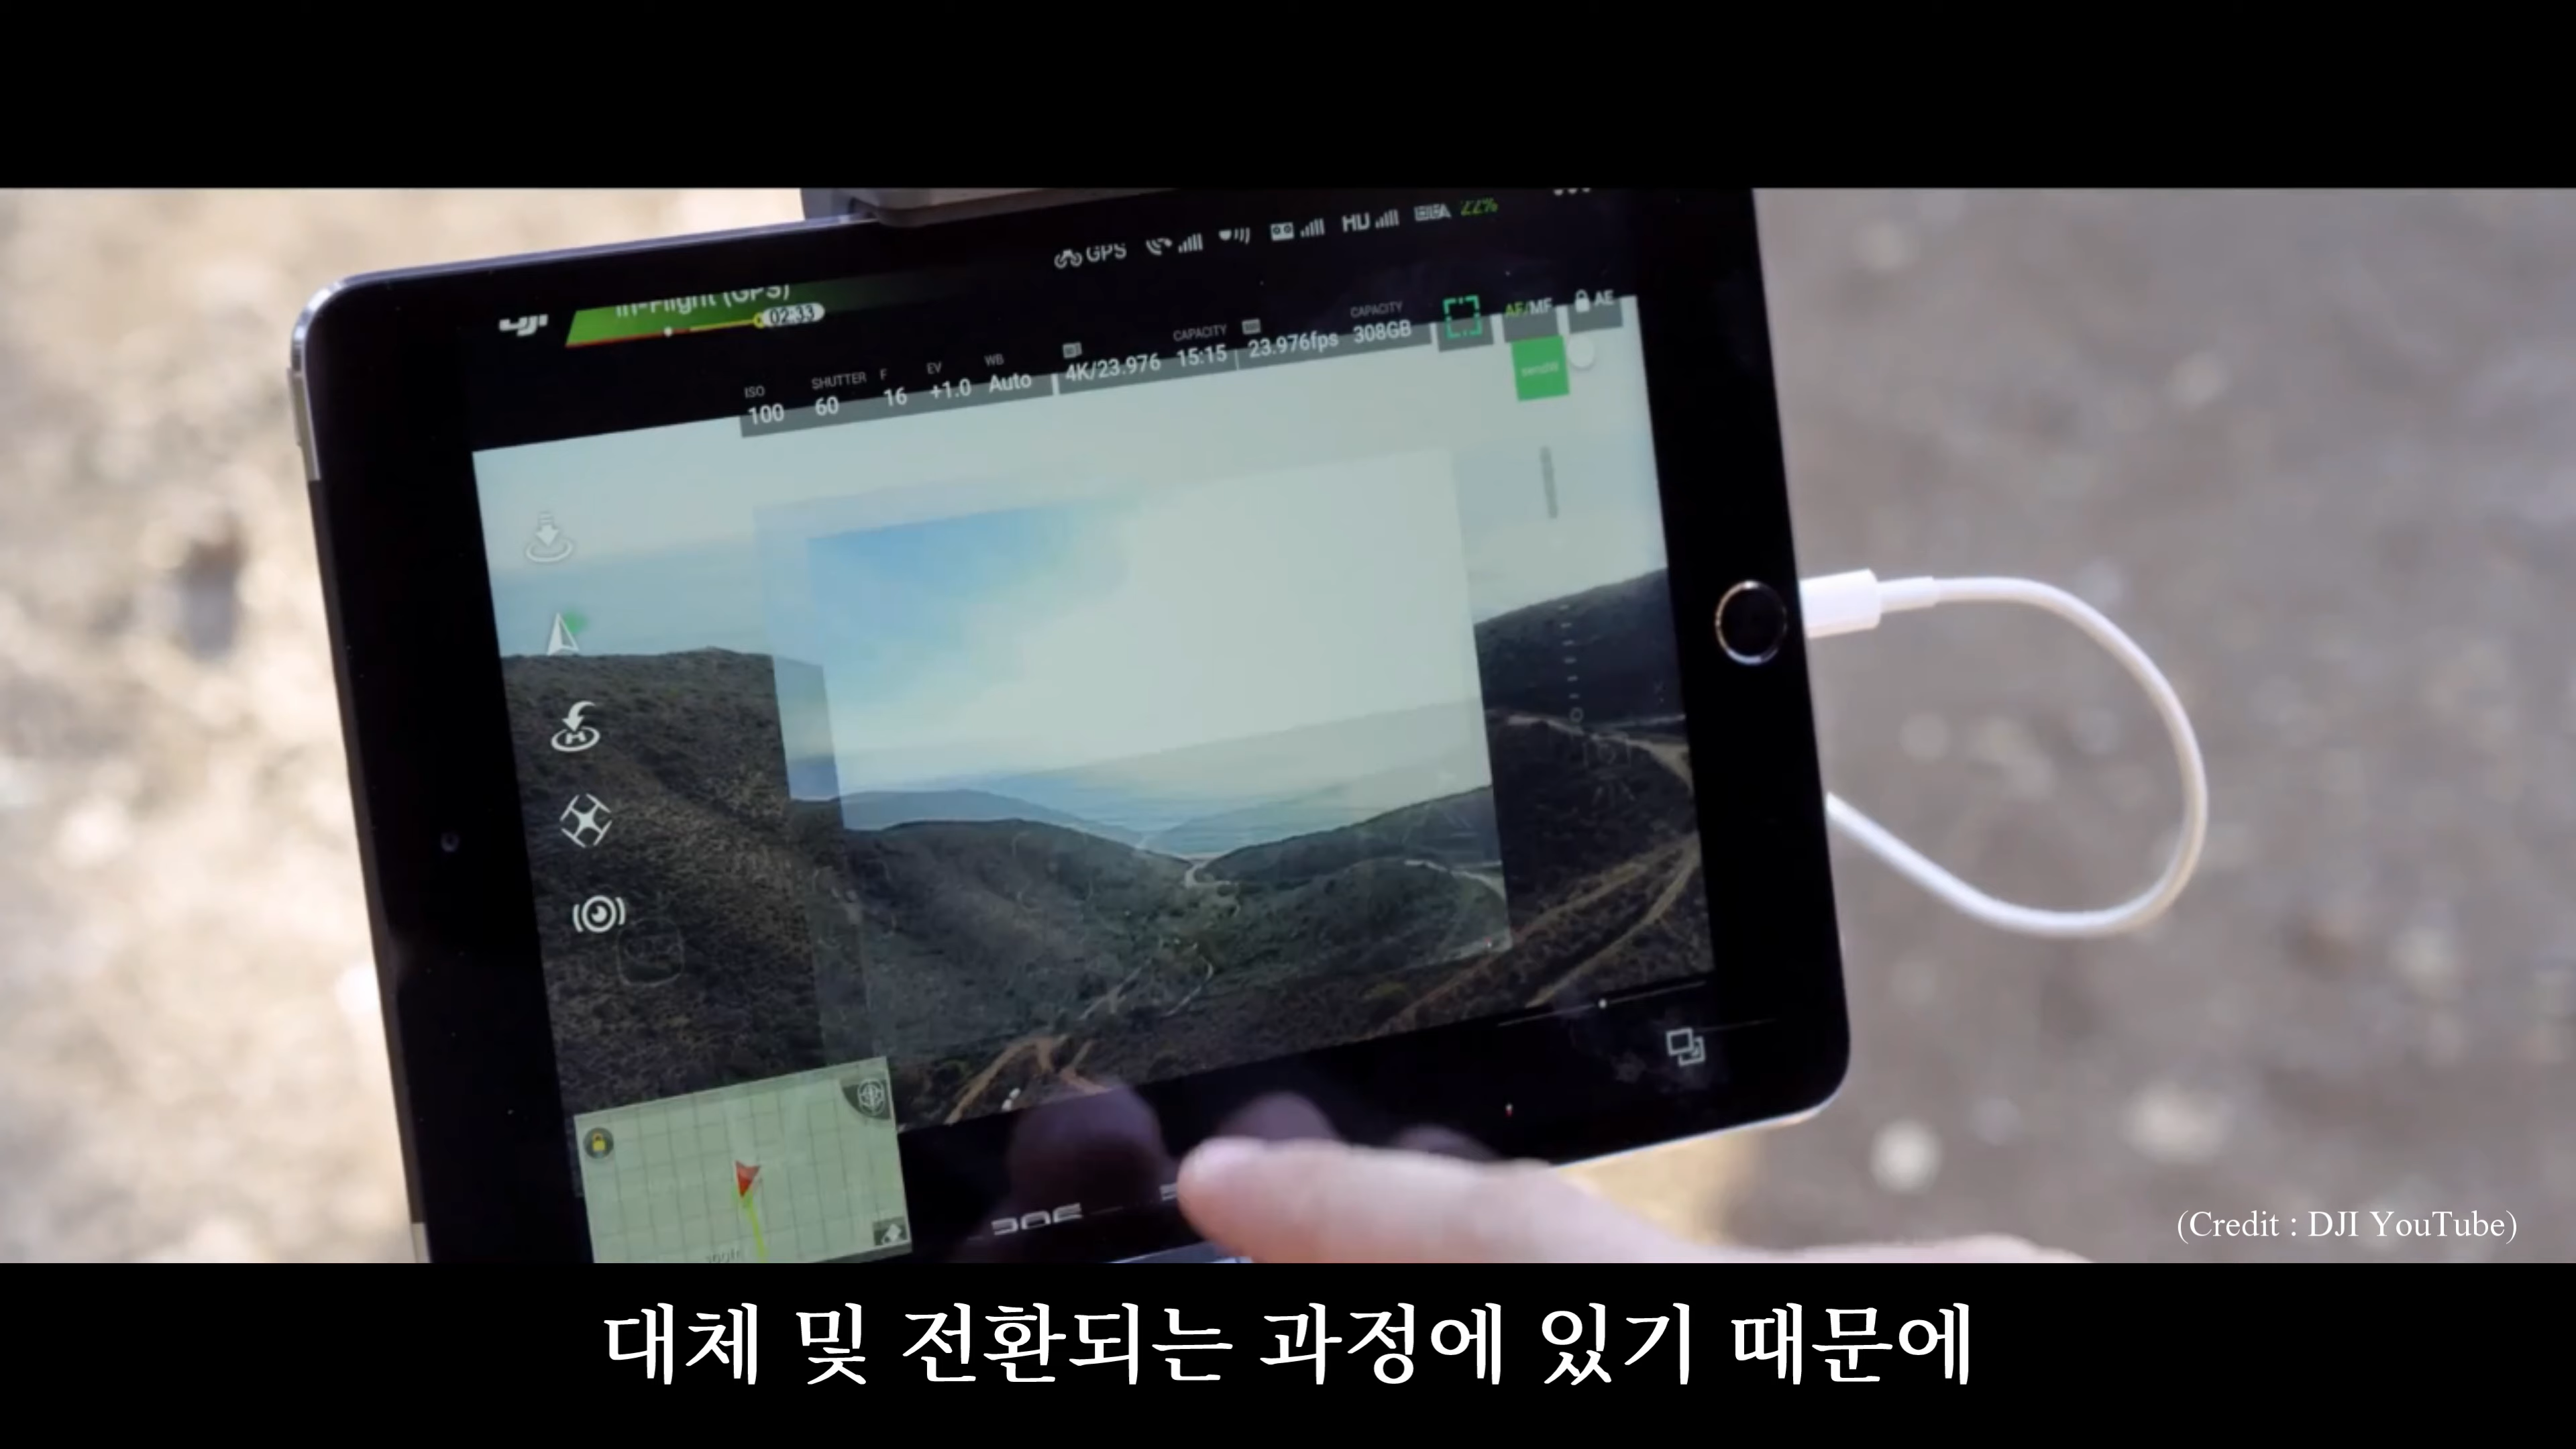 GPS
HD
22%
In-Flight (GPS)
dji
02:33
ISO
100
SHUTTER
60
F
16
EV
+1.0
WB
Auto
4K/23.976
CAPACITY
15:15
23.976fps
CAPACITY
308GB
AF/MF
AE
(Credit : DJI YouTube)
대체 및 전환되는 과정에 있기 때문에